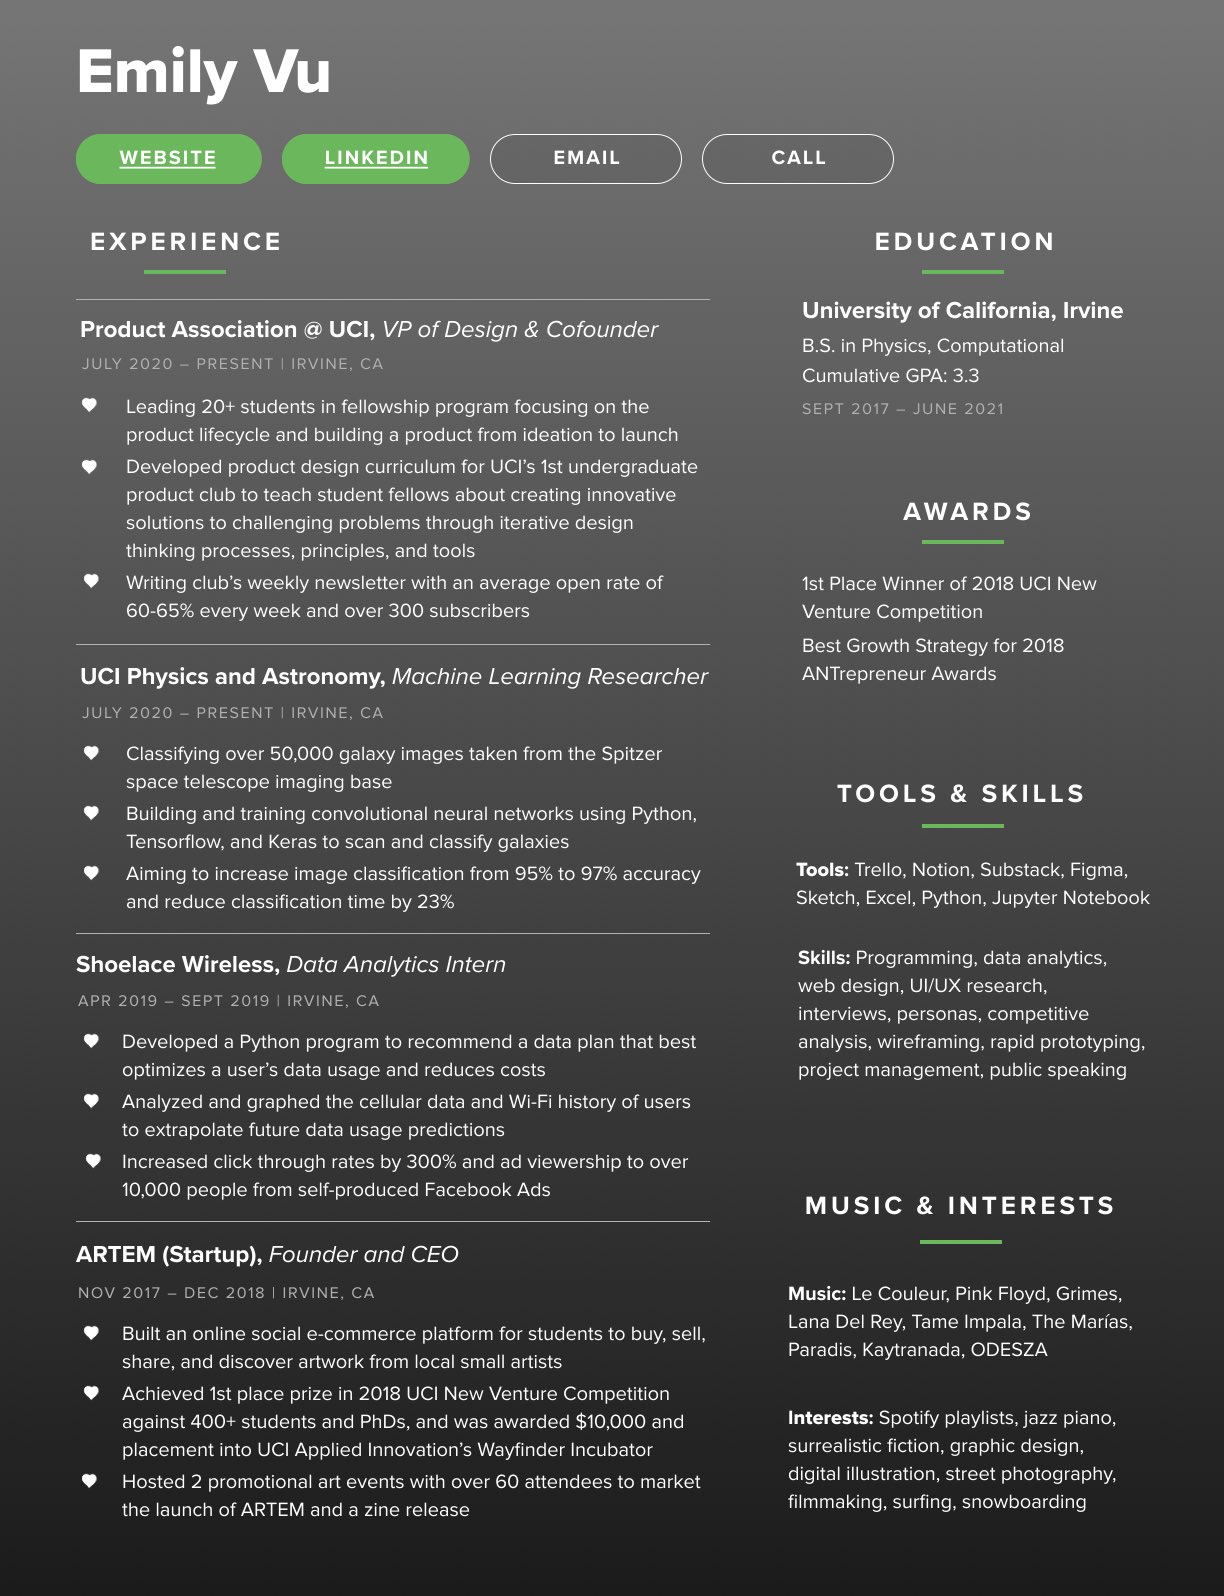 Emily Vu
WEBSITE
LINKEDIN
EMAIL
CALL
EXPERIENCE
Product Association @ UCI, VP of Design & Cofounder
JULY 2020 – PRESENT | IRVINE, CA
Leading 20+ students in fellowship program focusing on the
product lifecycle and building a product from ideation to launch
Developed product design curriculum for UCI’s 1st undergraduate
product club to teach student fellows about creating innovative
solutions to challenging problems through iterative design
thinking processes, principles, and tools
Writing club’s weekly newsletter with an average open rate of
60-65% every week and over 300 subscribers
UCI Physics and Astronomy, Machine Learning Researcher
JULY 2020 – PRESENT | IRVINE, CA
Classifying over 50,000 galaxy images taken from the Spitzer
space telescope imaging base
Building and training convolutional neural networks using Python,
Tensorflow, and Keras to scan and classify galaxies
Aiming to increase image classification from 95% to 97% accuracy
and reduce classification time by 23%
Shoelace Wireless, Data Analytics Intern
APR 2019 – SEPT 2019 | IRVINE, CA
Developed a Python program to recommend a data plan that best
optimizes a user’s data usage and reduces costs
Analyzed and graphed the cellular data and Wi-Fi history of users
to extrapolate future data usage predictions
Increased click through rates by 300% and ad viewership to over
10,000 people from self-produced Facebook Ads
ARTEM (Startup), Founder and CEO
NOV 2017 – DEC 2018 | IRVINE, CA
Built an online social e-commerce platform for students to buy, sell,
share, and discover artwork from local small artists
Achieved 1st place prize in 2018 UCI New Venture Competition
against 400+ students and PhDs, and was awarded $10,000 and
placement into UCI Applied Innovation’s Wayfinder Incubator
Hosted 2 promotional art events with over 60 attendees to market
the launch of ARTEM and a zine release
EDUCATION
University of California, Irvine
B.S. in Physics, Computational
Cumulative GPA: 3.3
SEPT 2017 – JUNE 2021
AWARDS
1st Place Winner of 2018 UCI New
Venture Competition
Best Growth Strategy for 2018
ANTrepreneur Awards
TOOLS & SKILLS
Tools: Trello, Notion, Substack, Figma,
Sketch, Excel, Python, Jupyter Notebook
Skills: Programming, data analytics,
web design, UI/UX research,
interviews, personas, competitive
analysis, wireframing, rapid prototyping,
project management, public speaking
MUSIC & INTERESTS
Music: Le Couleur, Pink Floyd, Grimes,
Lana Del Rey, Tame Impala, The Marías,
Paradis, Kaytranada, ODESZA
Interests: Spotify playlists, jazz piano,
surrealistic fiction, graphic design,
digital illustration, street photography,
filmmaking, surfing, snowboarding